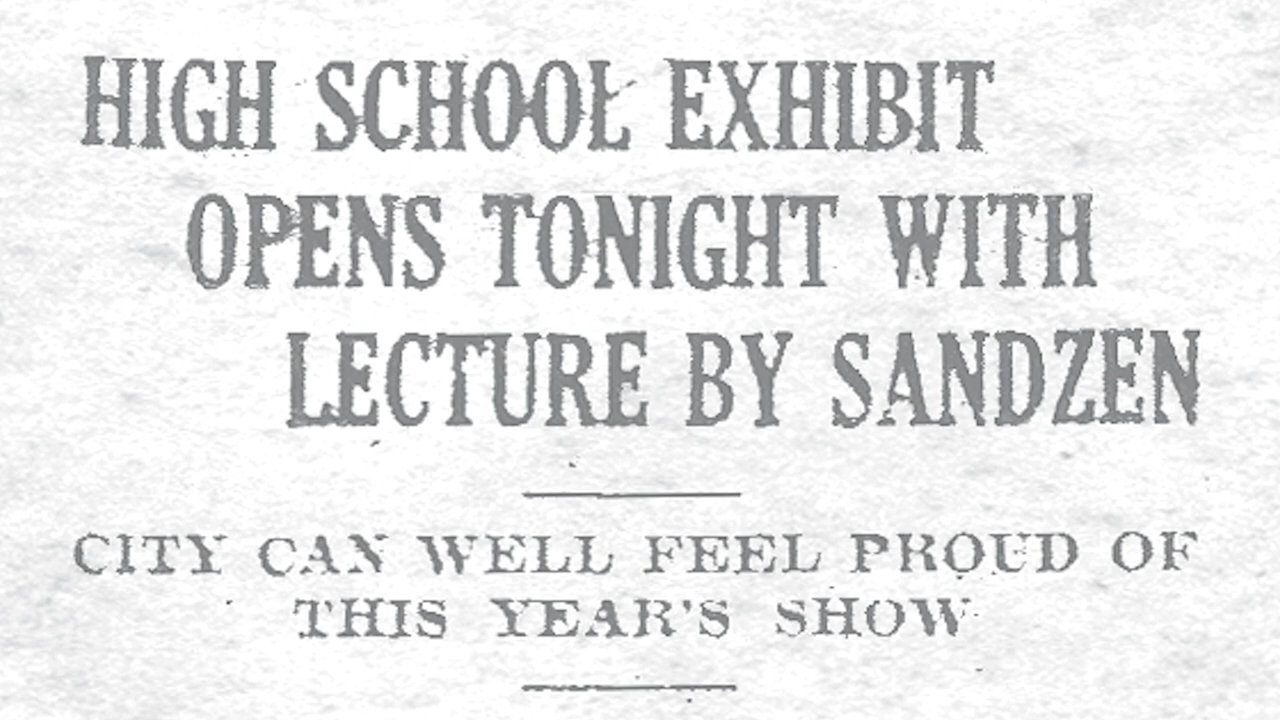 HIGH SCHOOL EXHIBIT
OPENS TONIGHT WITH
LECTURE BY SANDZEN
CITY CAN WELL FEEL PROUD OF
THIS YEAR'S SHOW